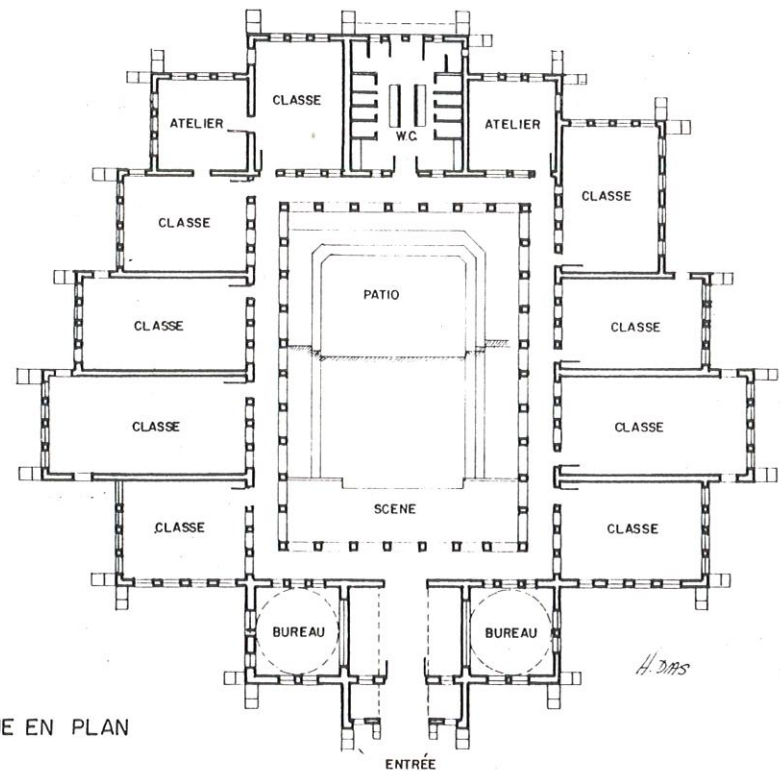 CLASSE
ATELIER
W.C.
ATELIER
CLASSE
CLASSE
PATIO
CLASSE
CLASSE
CLASSE
CLASSE
SCENE
CLASSE
CLASSE
BUREAU
BUREAU
H. DIAS
E EN PLAN
ENTRÉE